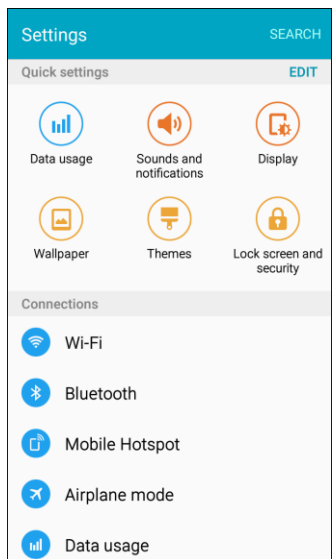 Settings SEARCH
Quick settings EDIT
Data usage Sounds and Display
notifications
Wallpaper Themes Lock screen and
security
Connections
Wi-Fi
Bluetooth
Mobile Hotspot
Airplane mode
Data usage